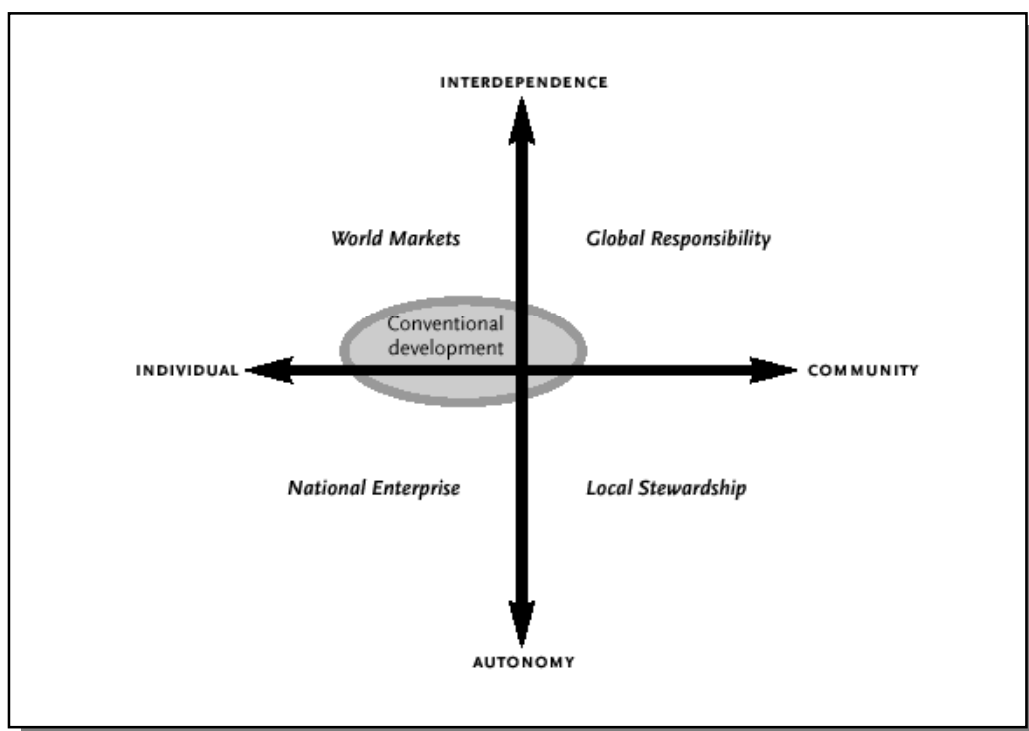 INTERDEPENDENCE
World Markets
Global Responsibility
Conventional
development
INDIVIDUAL
COMMUNITY
National Enterprise
Local Stewardship
AUTONOMY